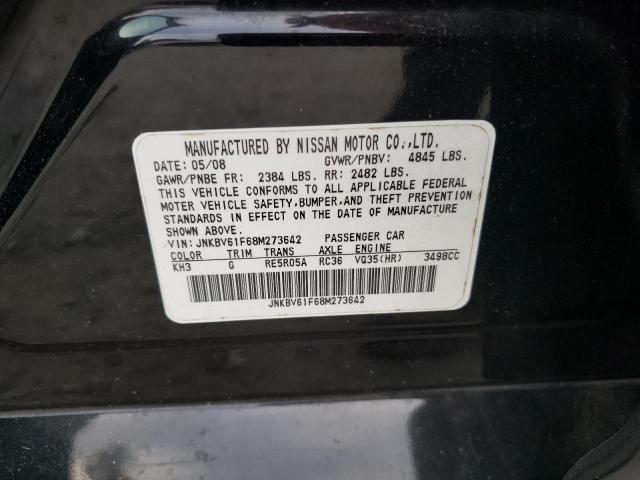 MANUFACTURED BY NISSAN MOTOR CO.,LTD.
DATE: 05/08 GVWR/PNBV: 4845 LBS.
GAWR/PNBE FR: 2384 LBS. RR: 2482 LBS.
THIS VEHICLE CONFORMS TO ALL APPLICABLE FEDERAL
MOTOR VEHICLE SAFETY,BUMPER,AND THEFT PREVENTION
STANDARDS IN EFFECT ON THE DATE OF MANUFACTURE
SHOWN ABOVE.
VIN: JNKBV61F68M273642 PASSENGER CAR
COLOR TRIM TRANS AXLE ENGINE
KH3 G RE5R05A RC36 VQ35(HR) 3498CC
JNKBV61F68M273642